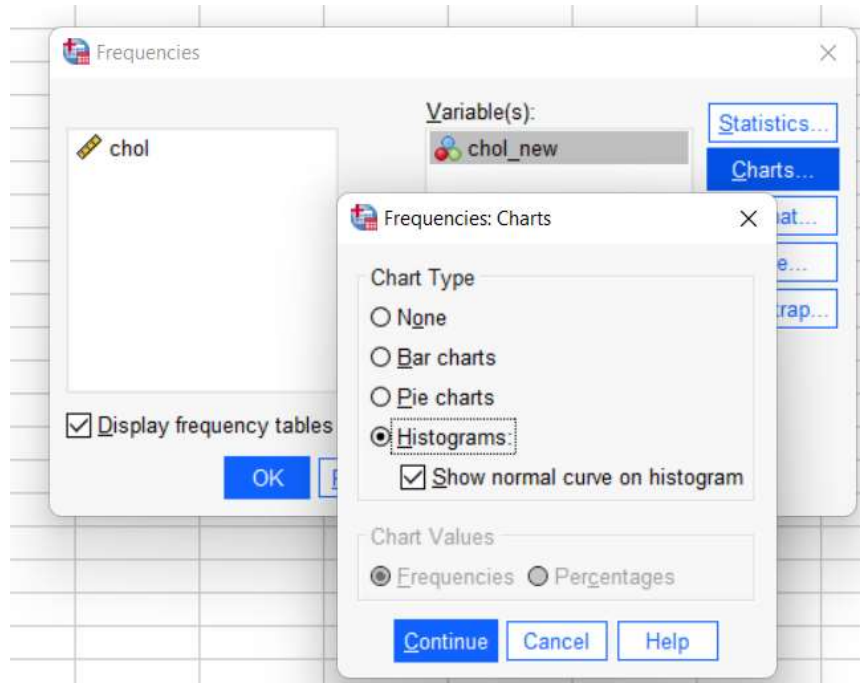 Frequencies
Variable(s):
chol
chol_new
Statistics...
Charts...
Frequencies: Charts
Chart Type
None
Bar charts
Pie charts
Histograms:
Show normal curve on histogram
Display frequency tables
OK
Chart Values
Frequencies Percentages
Continue Cancel Help